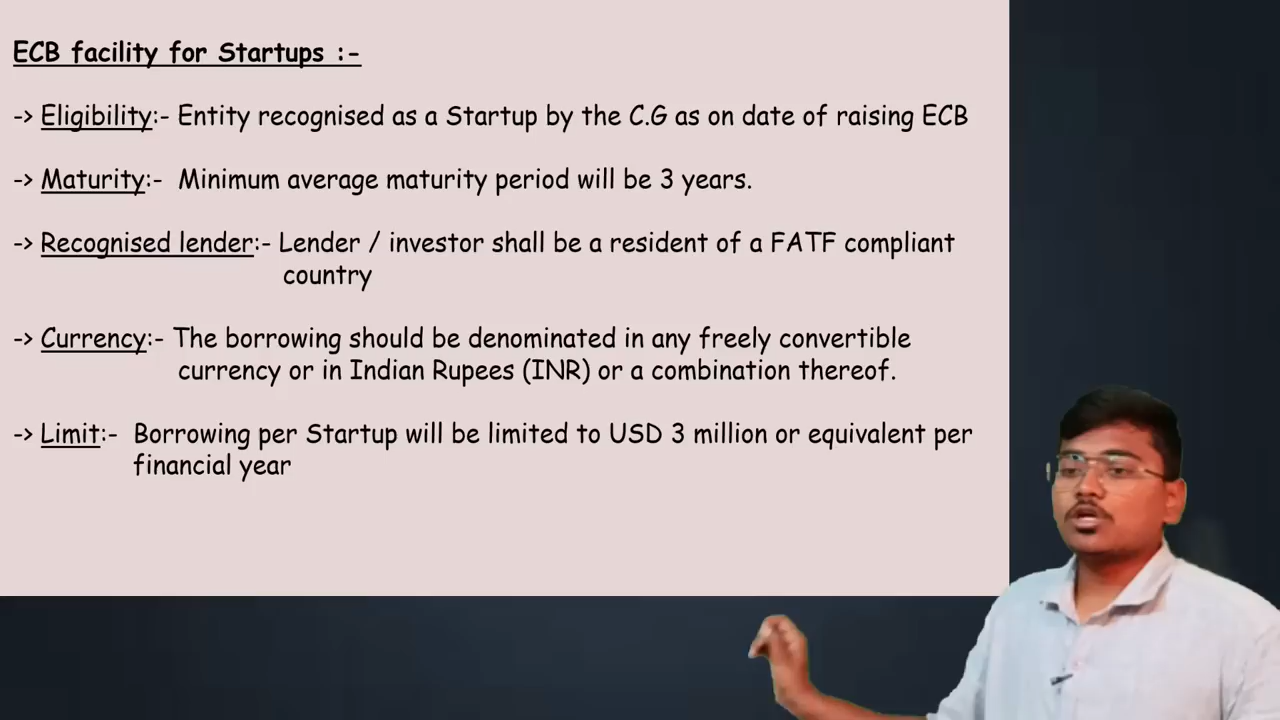 ECB facility for Startups :-
-> Eligibility:- Entity recognised as a Startup by the C.G as on date of raising ECB
-> Maturity:- Minimum average maturity period will be 3 years.
-> Recognised lender:- Lender / investor shall be a resident of a FATF compliant
country
-> Currency:- The borrowing should be denominated in any freely convertible
currency or in Indian Rupees (INR) or a combination thereof.
-> Limit:- Borrowing per Startup will be limited to USD 3 million or equivalent per
financial year